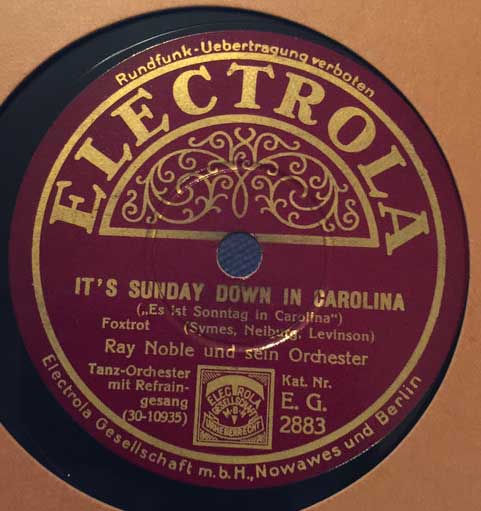 Rundfunk-Uebertragung verboten
ELECTROLA
IT'S SUNDAY DOWN IN CAROLINA
(„Es ist Sonntag in Carolina“)
Foxtrot (Symes, Neiburg, Levinson)
Ray Noble und sein Orchester
Tanz-Orchester
mit Refrain-
gesang
(30-10935)
ELECTROLA
GESELLSCHAFT
M·B·H
URHEBERRECHT
Kat. Nr.
E. G.
2883
Electrola Gesellschaft m.b.H., Nowawes und Berlin